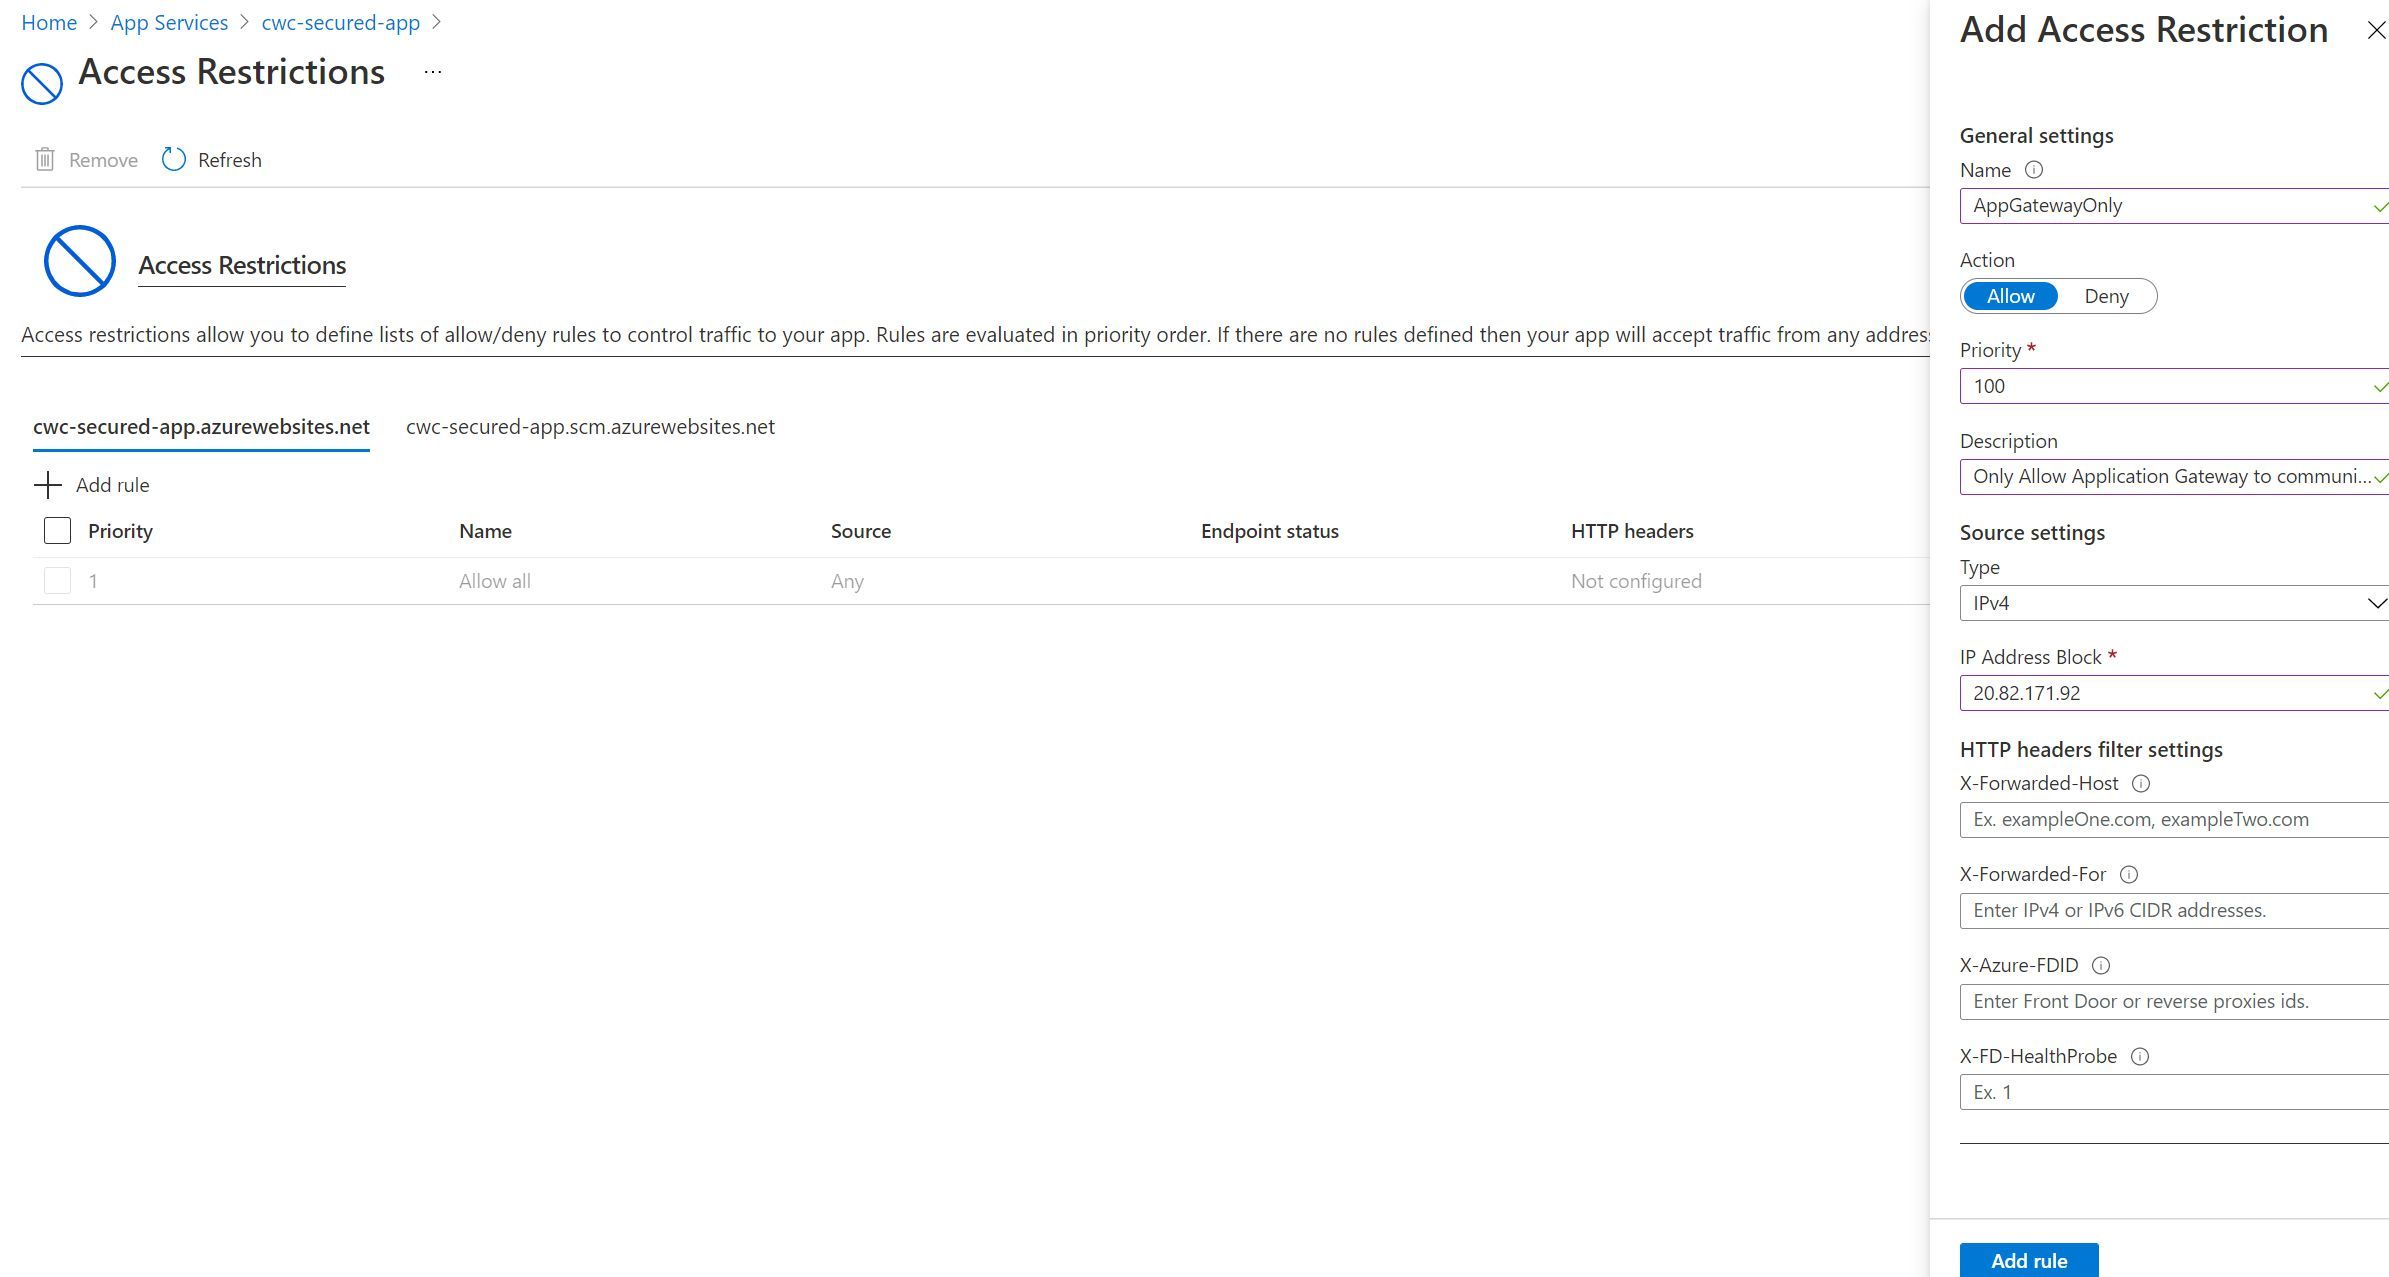 Home > App Services > cwc-secured-app >
Access Restrictions ...
Remove Refresh
Access Restrictions
Access restrictions allow you to define lists of allow/deny rules to control traffic to your app. Rules are evaluated in priority order. If there are no rules defined then your app will accept traffic from any address
cwc-secured-app.azurewebsites.net cwc-secured-app.scm.azurewebsites.net
Add rule
Priority Name Source Endpoint status HTTP headers
1 Allow all Any Not configured
Add Access Restriction
General settings
Name
AppGatewayOnly
Action
Allow Deny
Priority *
100
Description
Only Allow Application Gateway to communi...
Source settings
Type
IPv4
IP Address Block *
20.82.171.92
HTTP headers filter settings
X-Forwarded-Host
Ex. exampleOne.com, exampleTwo.com
X-Forwarded-For
Enter IPv4 or IPv6 CIDR addresses.
X-Azure-FDID
Enter Front Door or reverse proxies ids.
X-FD-HealthProbe
Ex. 1
Add rule